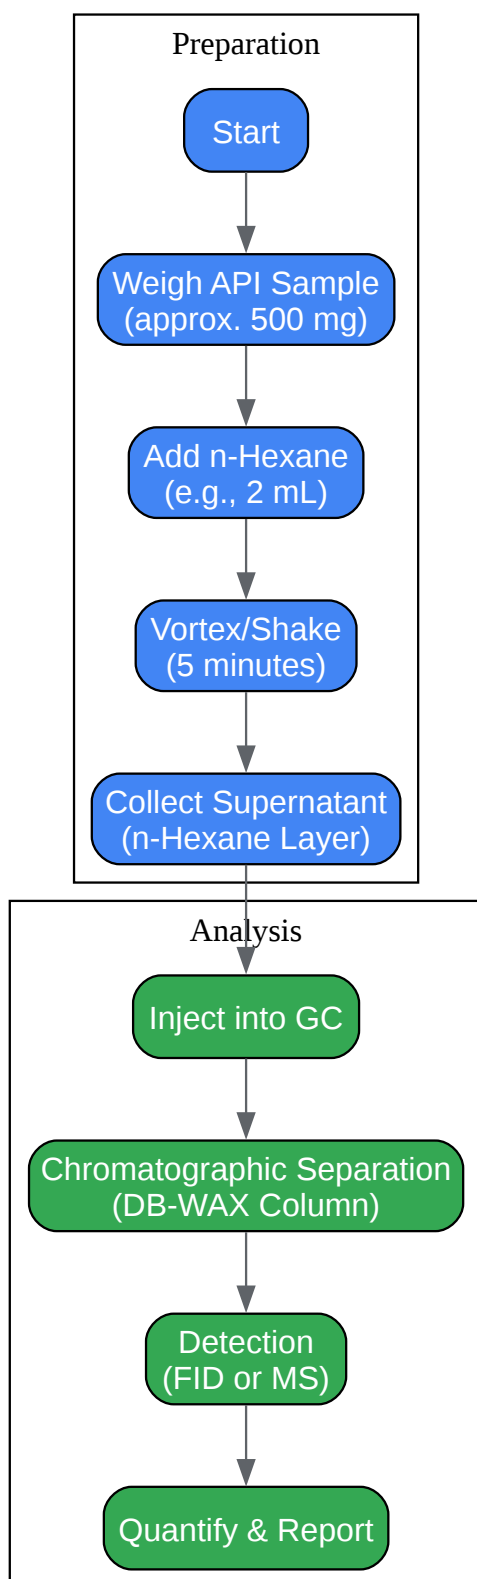 Preparation
Start
Weigh API Sample
(approx. 500 mg)
Add n-Hexane
(e.g., 2 mL)
Vortex/Shake
(5 minutes)
Collect Supernatant
(n-Hexane Layer)
Analysis
Inject into GC
Chromatographic Separation
(DB-WAX Column)
Detection
(FID or MS)
Quantify & Report